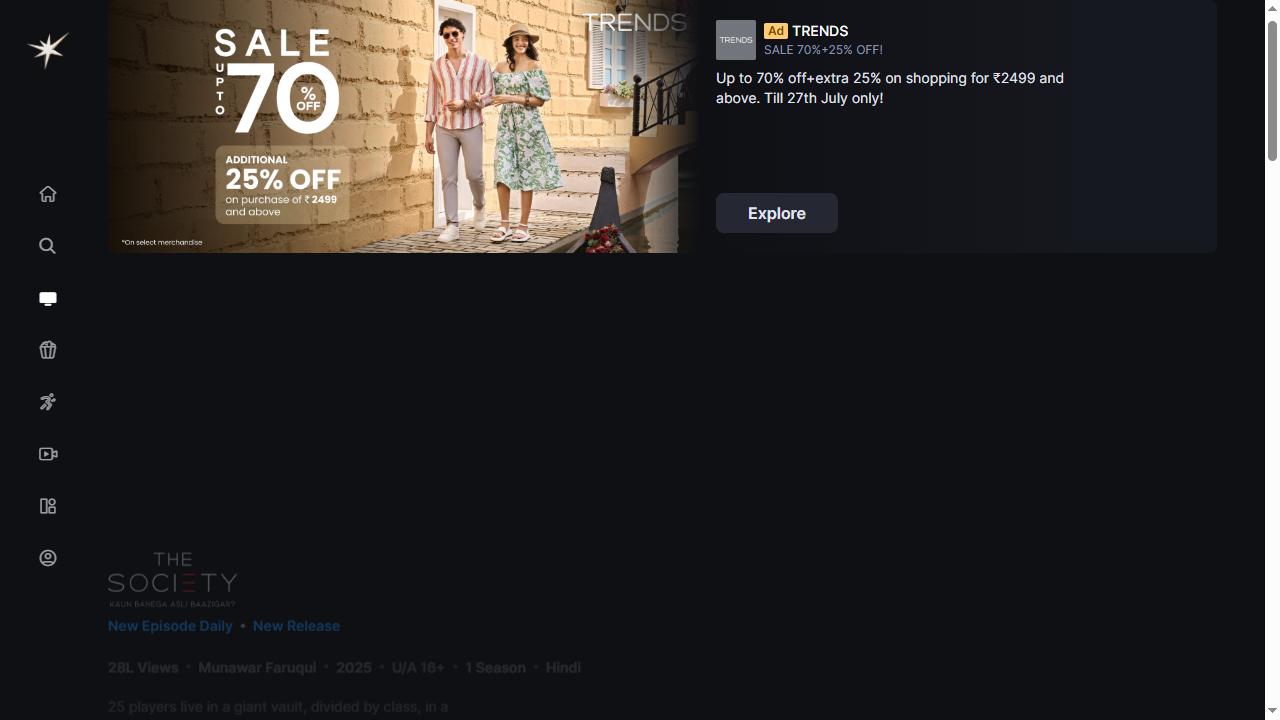 SALE
UPTO
70
%
OFF
ADDITIONAL
25% OFF
on purchase of ₹ 2499
and above
*On select merchandise
TRENDS
TRENDS
Ad TRENDS
SALE 70%+25% OFF!
Up to 70% off+extra 25% on shopping for ₹2499 and
above. Till 27th July only!
Explore
THE
SOCIETY
KAUN BANEGA ASLI BAAZIGAR?
New Episode Daily • New Release
28L Views • Munawar Faruqui • 2025 • U/A 16+ • 1 Season • Hindi
25 players live in a giant vault, divided by class, in a